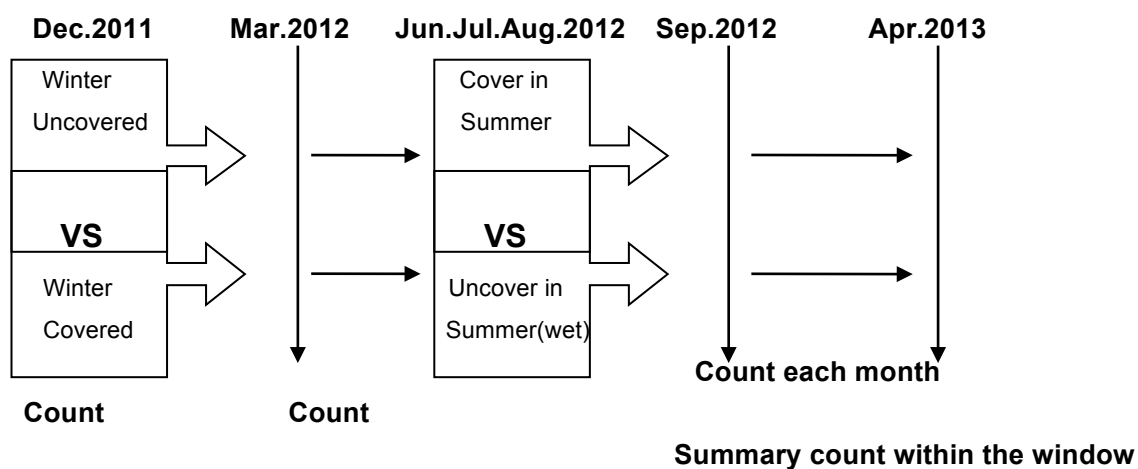 Dec.2011 Mar.2012 Jun.Jul.Aug.2012 Sep.2012 Apr.2013
Winter
Uncovered
Cover in
Summer
VS
VS
Winter
Covered
Uncover in
Summer(wet)
Count each month
Count
Count
Summary count within the window